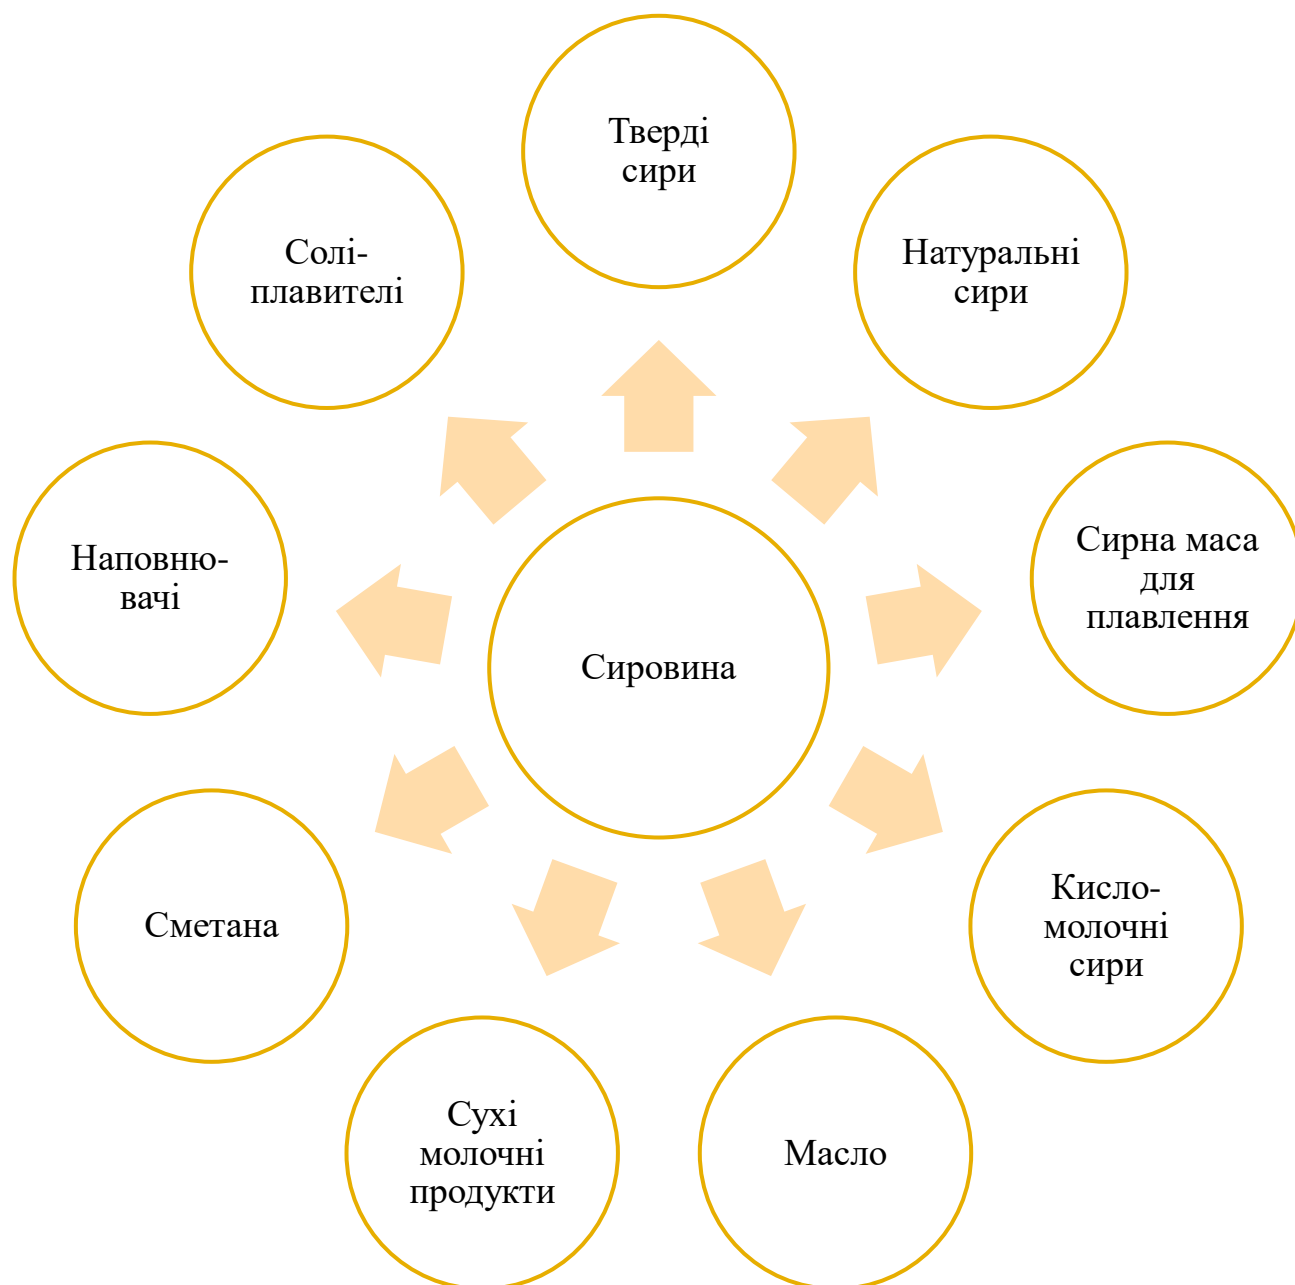 Тверді
сири
Натуральні
сири
Сирна маса
для
плавлення
Кисло-
молочні
сири
Масло
Сухі
молочні
продукти
Сметана
Наповню-
вачі
Солі-
плавителі
Сировина